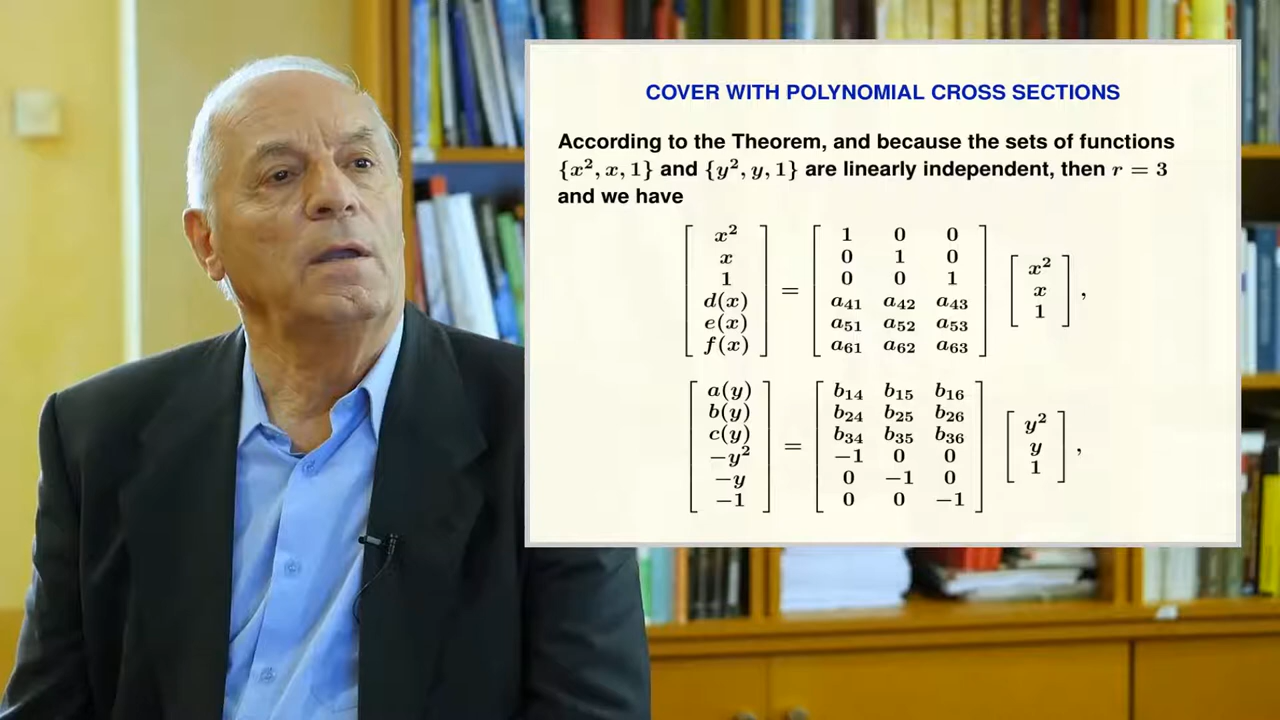 COVER WITH POLYNOMIAL CROSS SECTIONS
According to the Theorem, and because the sets of functions
{x², x, 1} and {y², y, 1} are linearly independent, then r = 3
and we have
[ x² ] [ 1 0 0 ]
[ x ] [ 0 1 0 ] [ x² ]
[ 1 ] = [ 0 0 1 ] [ x ] ,
[ d(x) ] [ a₄₁ a₄₂ a₄₃ ] [ 1 ]
[ e(x) ] [ a₅₁ a₅₂ a₅₃ ]
[ f(x) ] [ a₆₁ a₆₂ a₆₃ ]
[ a(y) ] [ b₁₄ b₁₅ b₁₆ ]
[ b(y) ] [ b₂₄ b₂₅ b₂₆ ] [ y² ]
[ c(y) ] = [ b₃₄ b₃₅ b₃₆ ] [ y ] ,
[ −y² ] [ −1 0 0 ] [ 1 ]
[ −y ] [ 0 −1 0 ]
[ −1 ] [ 0 0 −1 ]